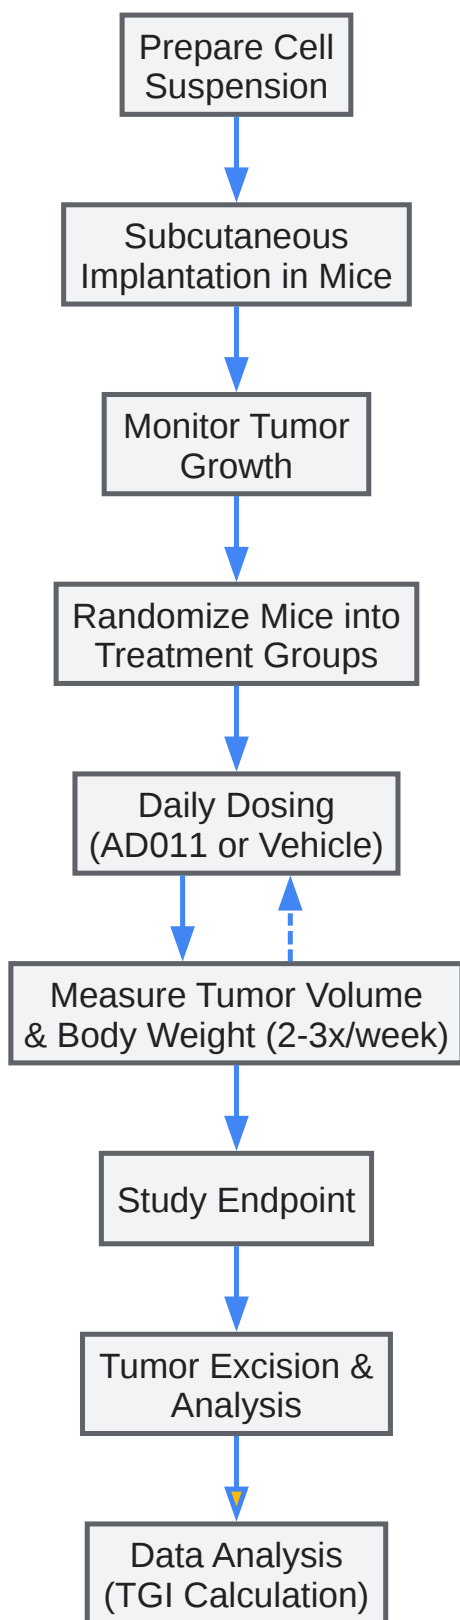 Prepare Cell
Suspension
Subcutaneous
Implantation in Mice
Monitor Tumor
Growth
Randomize Mice into
Treatment Groups
Daily Dosing
(AD011 or Vehicle)
Measure Tumor Volume
& Body Weight (2-3x/week)
Study Endpoint
Tumor Excision &
Analysis
Data Analysis
(TGI Calculation)